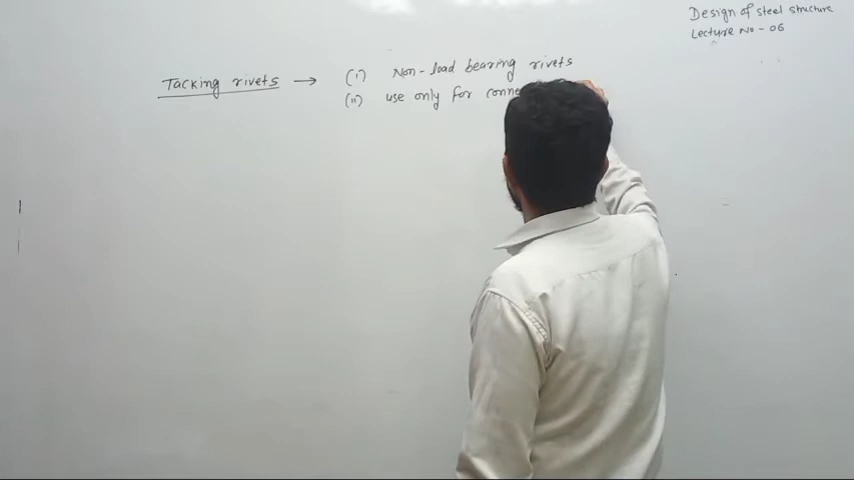 Design of steel structure
Lecture No - 06
Tacking rivets → (i) Non-load bearing rivets
(ii) use only for